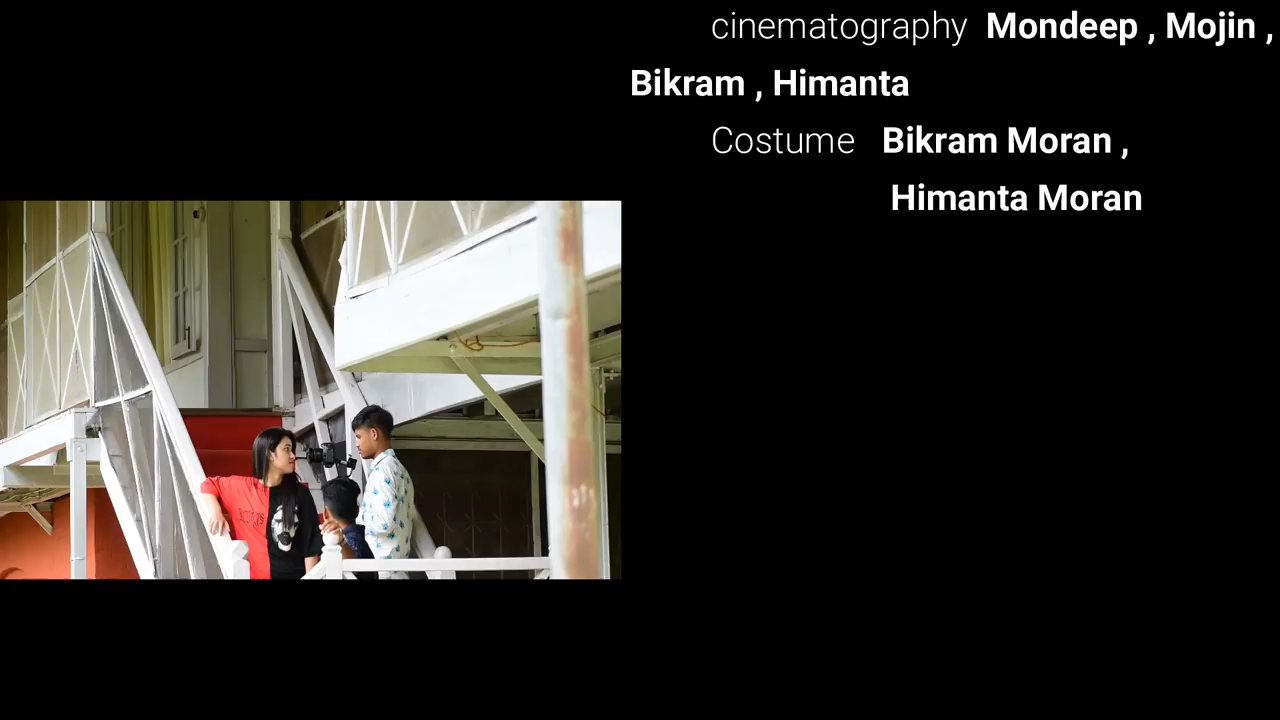 cinematography Mondeep , Mojin ,
Bikram , Himanta
Costume Bikram Moran ,
Himanta Moran